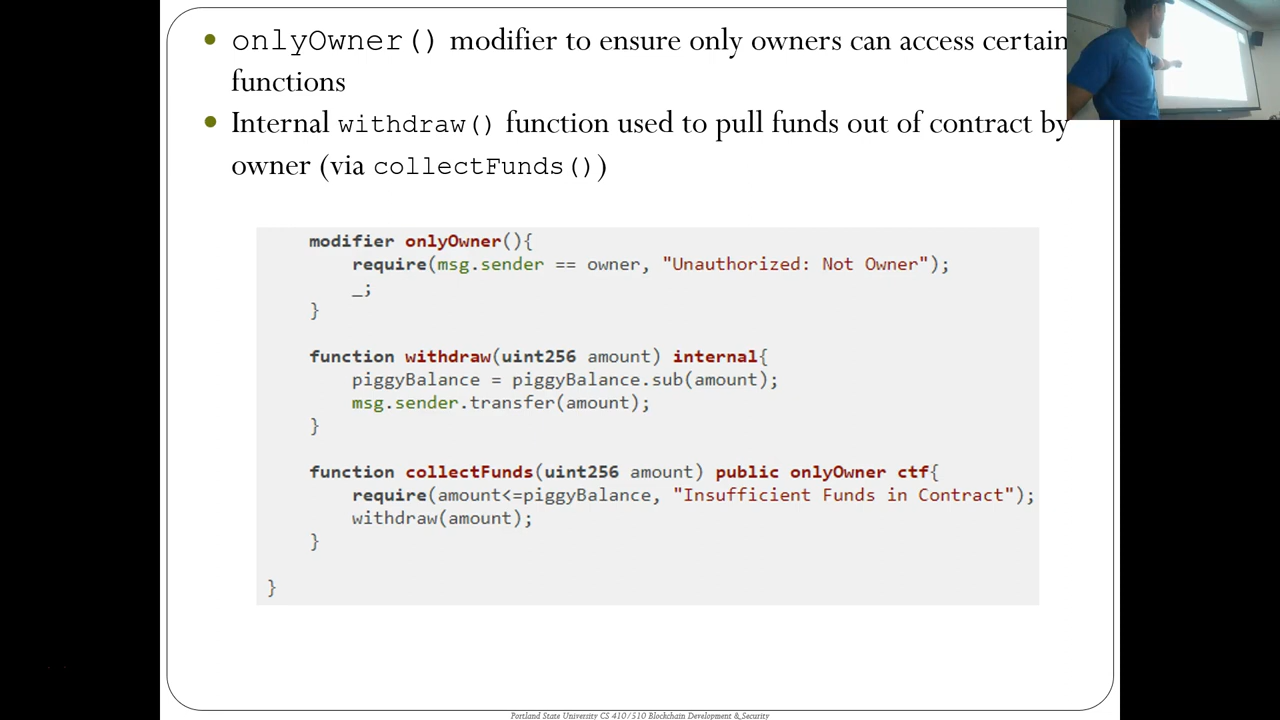 onlyOwner() modifier to ensure only owners can access certain
functions
Internal withdraw() function used to pull funds out of contract by
owner (via collectFunds())
modifier onlyOwner(){
require(msg.sender == owner, "Unauthorized: Not Owner");
_;
}
function withdraw(uint256 amount) internal{
piggyBalance = piggyBalance.sub(amount);
msg.sender.transfer(amount);
}
function collectFunds(uint256 amount) public onlyOwner ctf{
require(amount<=piggyBalance, "Insufficient Funds in Contract");
withdraw(amount);
}
}
Portland State University CS 410/510 Blockchain Development & Security